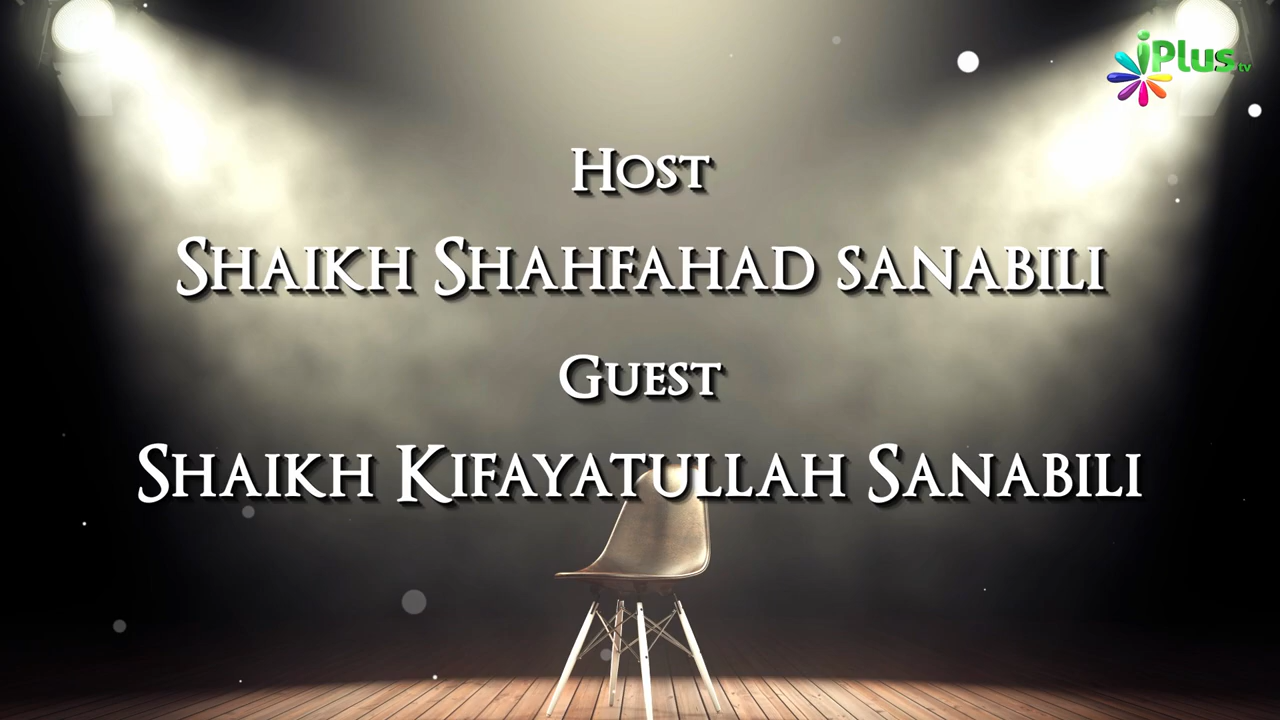 iPlus tv
Host
Shaikh Shahfahad sanabili
Guest
Shaikh Kifayatullah Sanabili